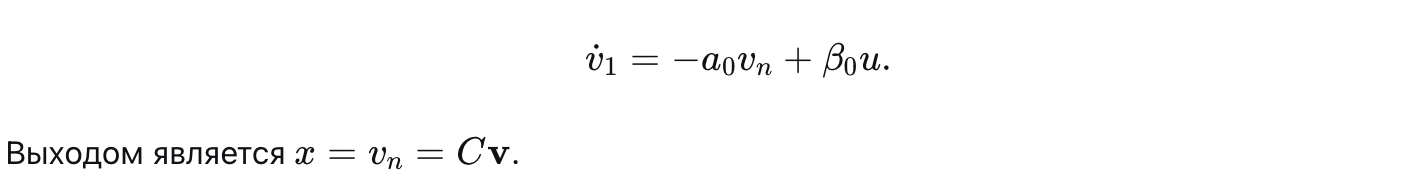 v̇₁ = −a₀vₙ + β₀u.
Выходом является x = vₙ = C𝐯.